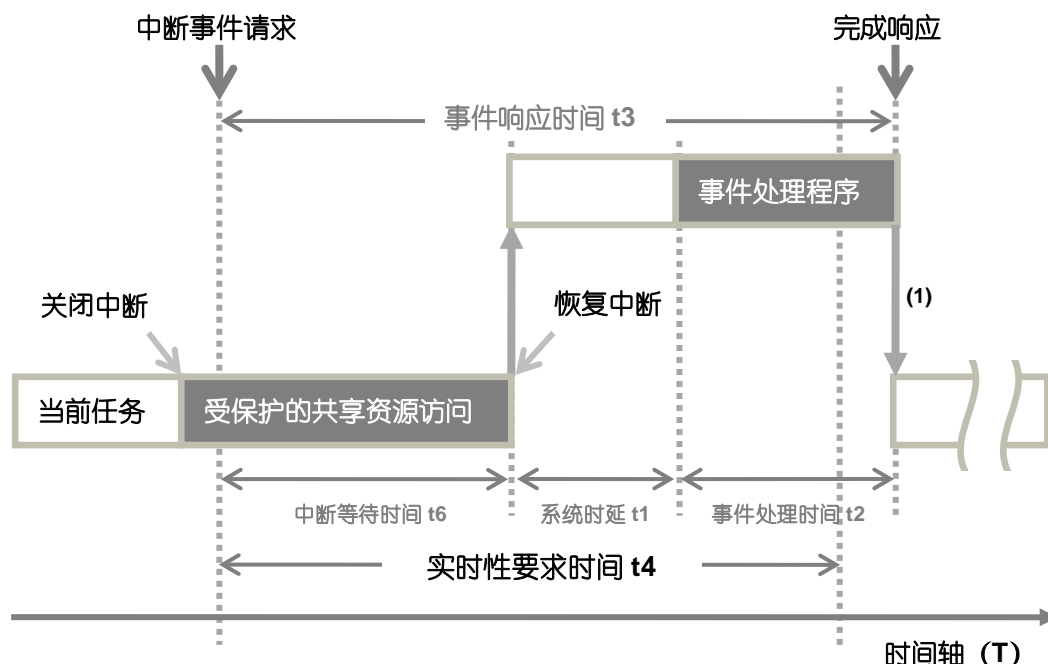 中断事件请求
完成响应
事件响应时间 t3
事件处理程序
关闭中断
恢复中断
(1)
当前任务
受保护的共享资源访问
中断等待时间 t6
系统时延 t1
事件处理时间 t2
实时性要求时间 t4
时间轴（T）